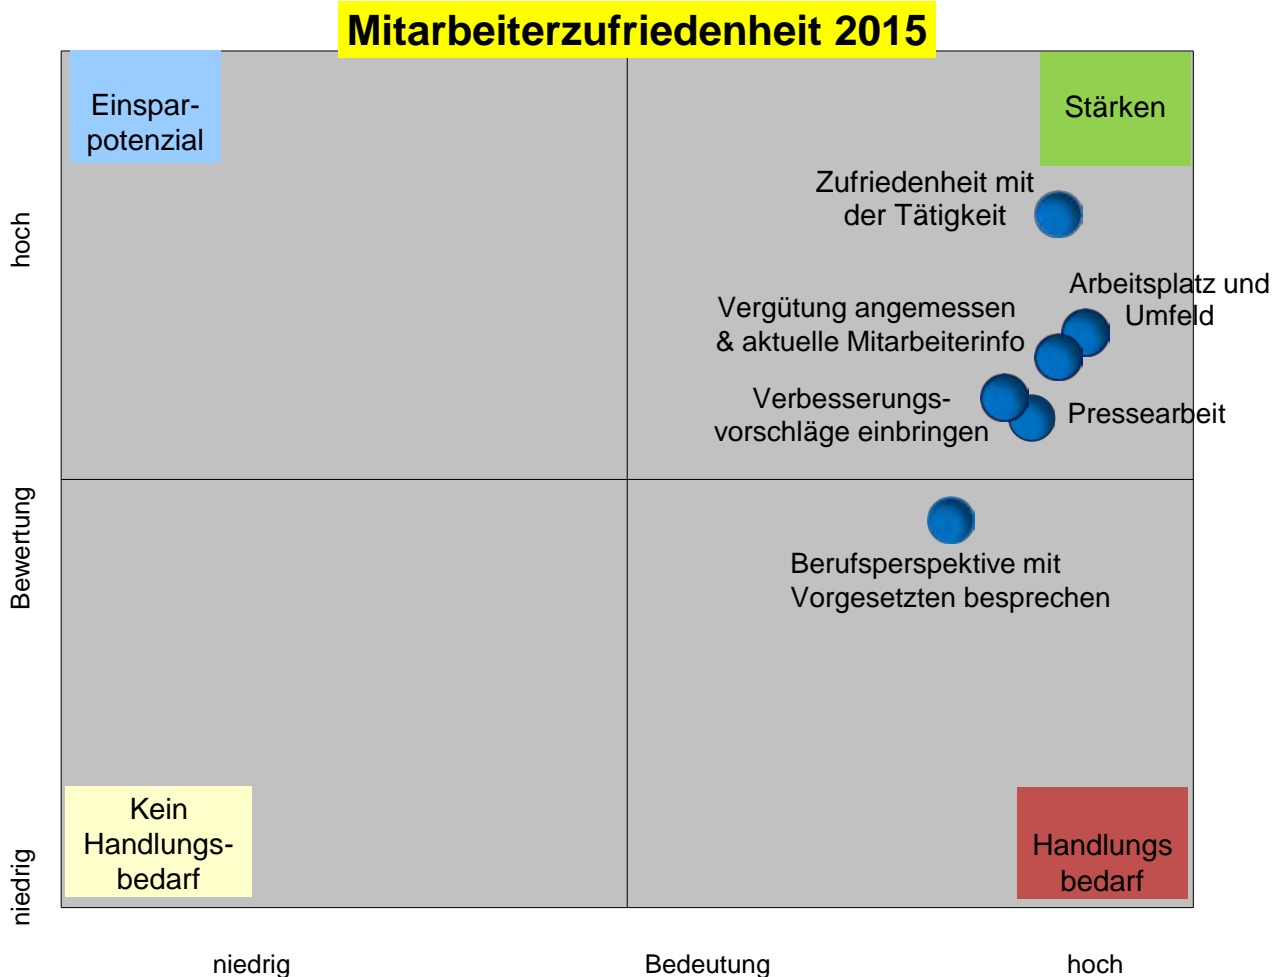 Mitarbeiterzufriedenheit 2015
Einspar-
potenzial
Stärken
Zufriedenheit mit
der Tätigkeit
hoch
Arbeitsplatz und
Umfeld
Vergütung angemessen
& aktuelle Mitarbeiterinfo
Verbesserungs-
vorschläge einbringen
Pressearbeit
Bewertung
Berufsperspektive mit
Vorgesetzten besprechen
Kein
Handlungs-
bedarf
Handlungs
bedarf
niedrig
niedrig
Bedeutung
hoch